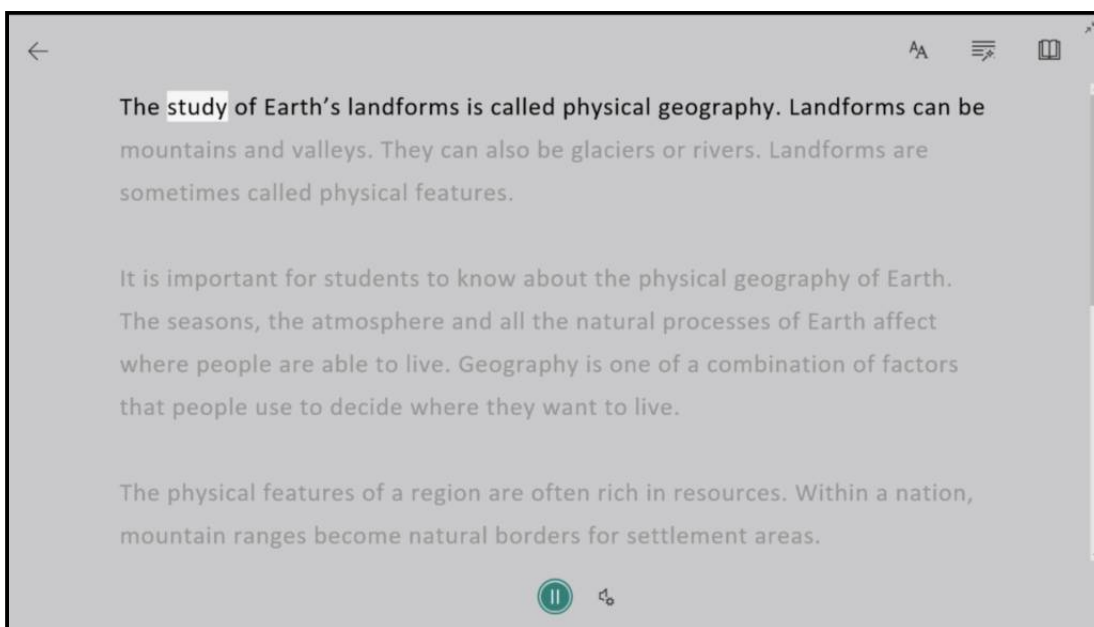 The study of Earth’s landforms is called physical geography. Landforms can be
mountains and valleys. They can also be glaciers or rivers. Landforms are
sometimes called physical features.
It is important for students to know about the physical geography of Earth.
The seasons, the atmosphere and all the natural processes of Earth affect
where people are able to live. Geography is one of a combination of factors
that people use to decide where they want to live.
The physical features of a region are often rich in resources. Within a nation,
mountain ranges become natural borders for settlement areas.